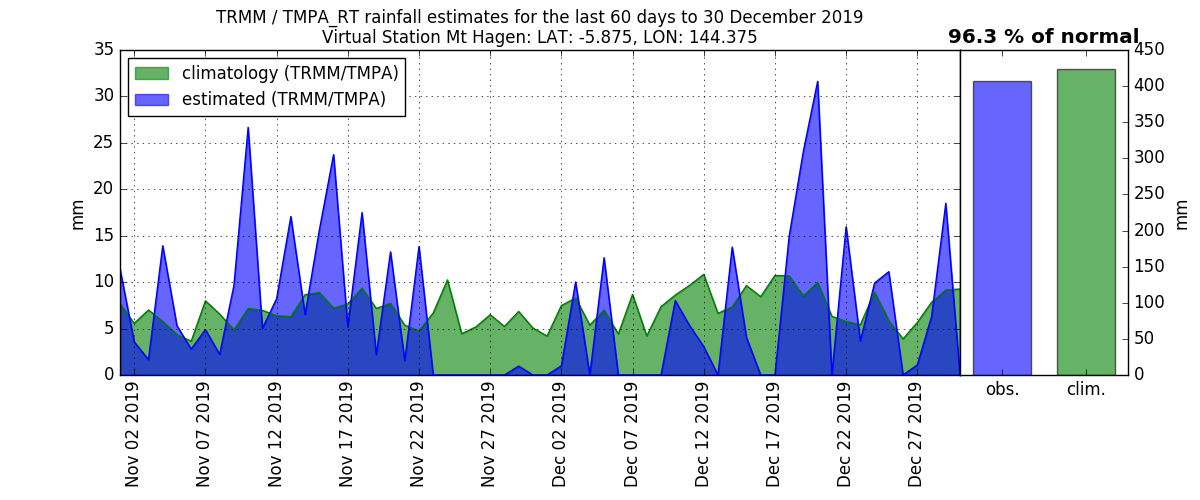 TRMM / TMPA_RT rainfall estimates for the last 60 days to 30 December 2019
Virtual Station Mt Hagen: LAT: -5.875, LON: 144.375
96.3 % of normal
climatology (TRMM/TMPA)
estimated (TRMM/TMPA)
35
30
25
20
15
10
5
0
mm
Nov 02 2019
Nov 07 2019
Nov 12 2019
Nov 17 2019
Nov 22 2019
Nov 27 2019
Dec 02 2019
Dec 07 2019
Dec 12 2019
Dec 17 2019
Dec 22 2019
Dec 27 2019
450
400
350
300
250
200
150
100
50
0
mm
obs.
clim.